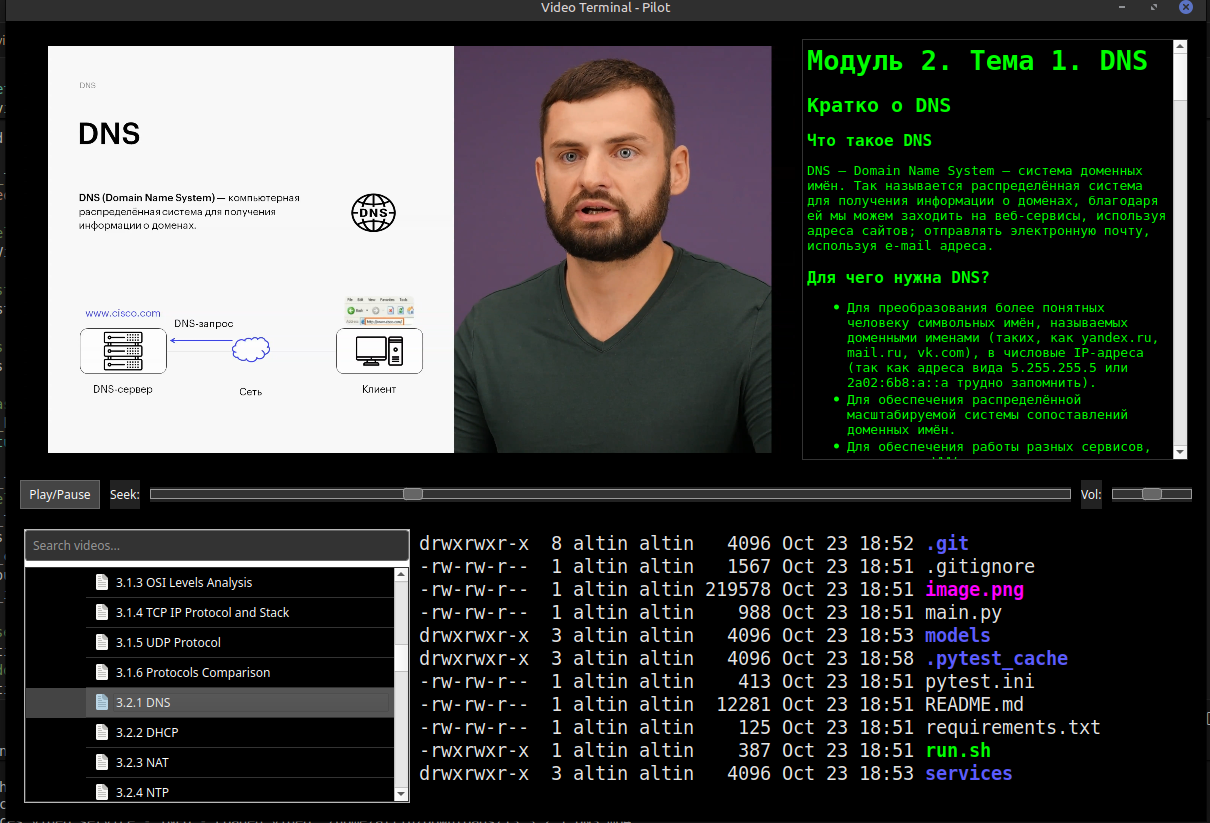 Video Terminal - Pilot
DNS
DNS
DNS (Domain Name System) — компьютерная
распределённая система для получения
информации о доменах.
DNS
www.cisco.com
DNS-запрос
File Edit View Favorites Tools
DNS-сервер
Сеть
Клиент
Модуль 2. Тема 1. DNS
Кратко о DNS
Что такое DNS
DNS — Domain Name System — система доменных
имён. Так называется распределённая система
для получения информации о доменах, благодаря
ей мы можем заходить на веб-сервисы, используя
адреса сайтов; отправлять электронную почту,
используя e-mail адреса.
Для чего нужна DNS?
• Для преобразования более понятных
человеку символьных имён, называемых
доменными именами (таких, как yandex.ru,
mail.ru, vk.com), в числовые IP-адреса
(так как адреса вида 5.255.255.5 или
2a02:6b8:a::a трудно запомнить).
• Для обеспечения распределённой
масштабируемой системы сопоставлений
доменных имён.
• Для обеспечения работы разных сервисов,
Play/Pause
Seek:
Vol:
Search videos...
3.1.3 OSI Levels Analysis
3.1.4 TCP IP Protocol and Stack
3.1.5 UDP Protocol
3.1.6 Protocols Comparison
3.2.1 DNS
3.2.2 DHCP
3.2.3 NAT
3.2.4 NTP
drwxrwxr-x 8 altin altin 4096 Oct 23 18:52 .git
-rw-rw-r-- 1 altin altin 1567 Oct 23 18:51 .gitignore
-rw-rw-r-- 1 altin altin 219578 Oct 23 18:51 image.png
-rw-rw-r-- 1 altin altin 988 Oct 23 18:51 main.py
drwxrwxr-x 3 altin altin 4096 Oct 23 18:53 models
drwxrwxr-x 3 altin altin 4096 Oct 23 18:58 .pytest_cache
-rw-rw-r-- 1 altin altin 413 Oct 23 18:51 pytest.ini
-rw-rw-r-- 1 altin altin 12281 Oct 23 18:51 README.md
-rw-rw-r-- 1 altin altin 125 Oct 23 18:51 requirements.txt
-rwxrwxr-x 1 altin altin 387 Oct 23 18:51 run.sh
drwxrwxr-x 3 altin altin 4096 Oct 23 18:53 services